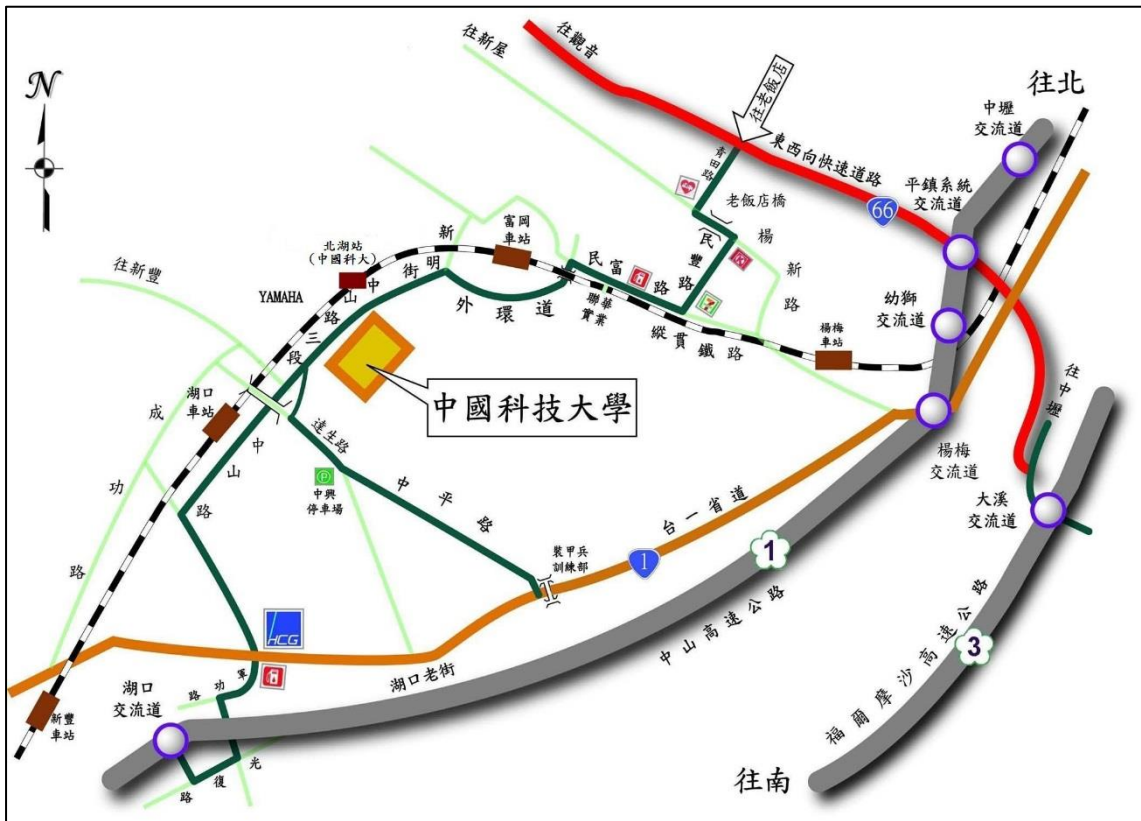 往觀音
往新屋
往老飯店
往北
中壢
交流道
N
青田路
東西向快速道路
平鎮系統
交流道
老飯店橋
66
富岡
車站
北湖站
(中國科大)
新明街
民富路
民豐路
楊新路
往新豐
YAMAHA
外環道
聯華
實業
7
幼獅
交流道
縱貫鐵路
楊梅
車站
中山路三段
中國科技大學
往中壢
湖口
車站
成功路
達生路
中興
停車場
P
中平路
中山路
楊梅
交流道
大溪
交流道
台一省道
1
裝甲兵
訓練部
1
中山高速公路
HCG
3
福爾摩沙高速公路
湖口老街
軍功路
湖口
交流道
新豐
車站
復光路
往南